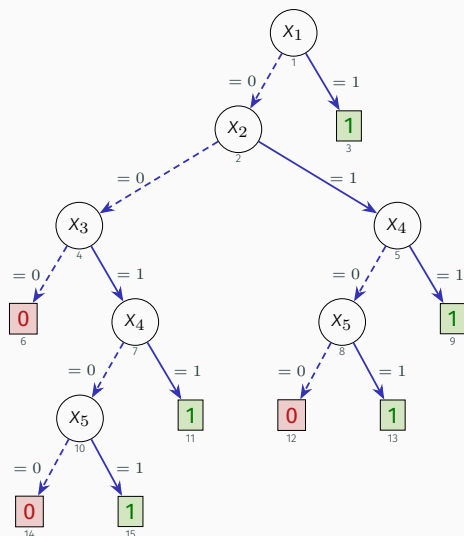 X₁
1
= 0 = 1
X₂ 1
2 3
= 0 = 1
X₃ X₄
4 5
= 0 = 1 = 0 = 1
0 X₄ X₅ 1
6 7 8 9
= 0 = 1 = 0 = 1
X₅ 1 0 1
10 11 12 13
= 0 = 1
0 1
14 15